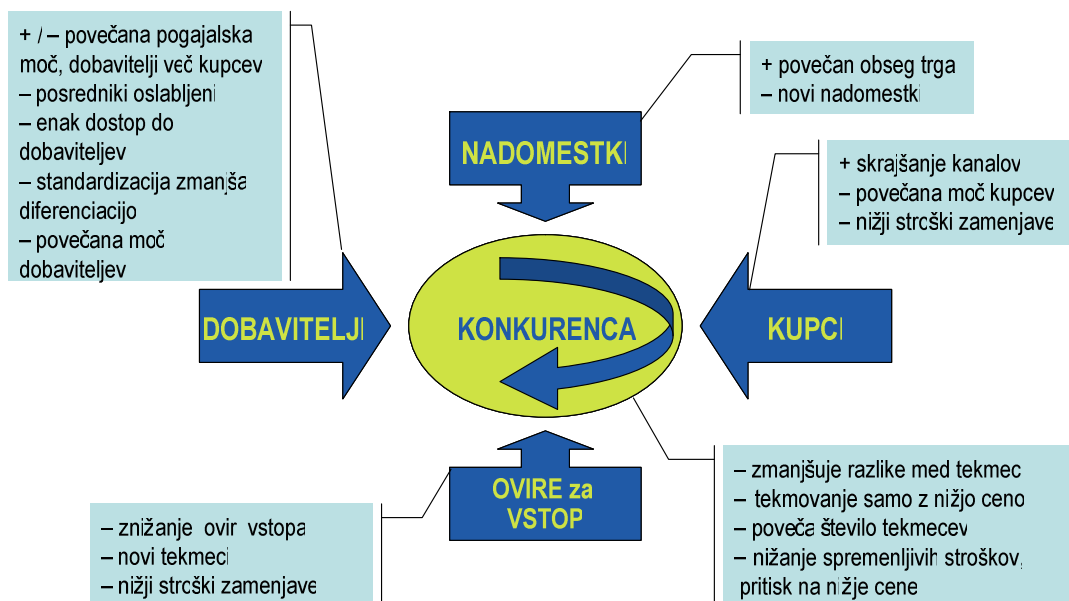 + / – povečana pogajalska
moč, dobavitelji več kupcev
– posredniki oslabljeni
– enak dostop do
dobaviteljev
– standardizacija zmanjša
diferenciacijo
– povečana moč
dobaviteljev
+ povečan obseg trga
– novi nadomestki
NADOMESTKI
+ skrajšanje kanalov
– povečana moč kupcev
– nižji stroški zamenjave
DOBAVITELJI
KONKURENCA
KUPCI
OVIRE za
VSTOP
– znižanje ovir vstopa
– novi tekmeci
– nižji stroški zamenjave
– zmanjšuje razlike med tekmec
– tekmovanje samo z nižjo ceno
– poveča število tekmecev
– nižanje spremenljivih stroškov,
pritisk na nižje cene